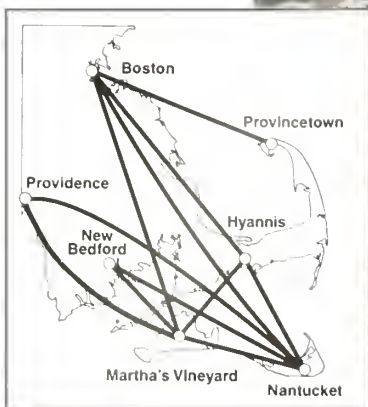 Boston
Provincetown
Providence
Hyannis
New
Bedford
Martha's Vineyard
Nantucket